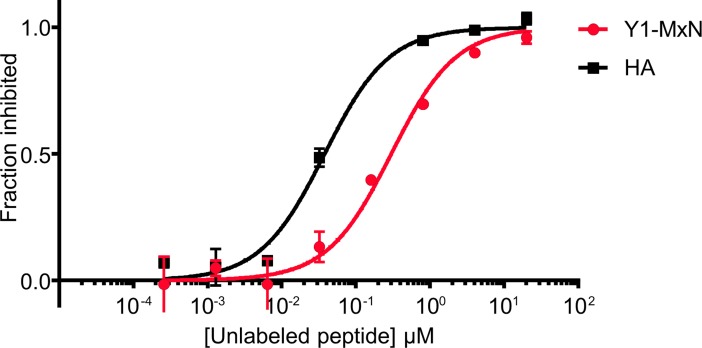 1.0
Y1-MxN
HA
Fraction inhibited
0.5
0.0
10⁻⁴ 10⁻³ 10⁻² 10⁻¹ 10⁰ 10¹ 10²
[Unlabeled peptide] µM